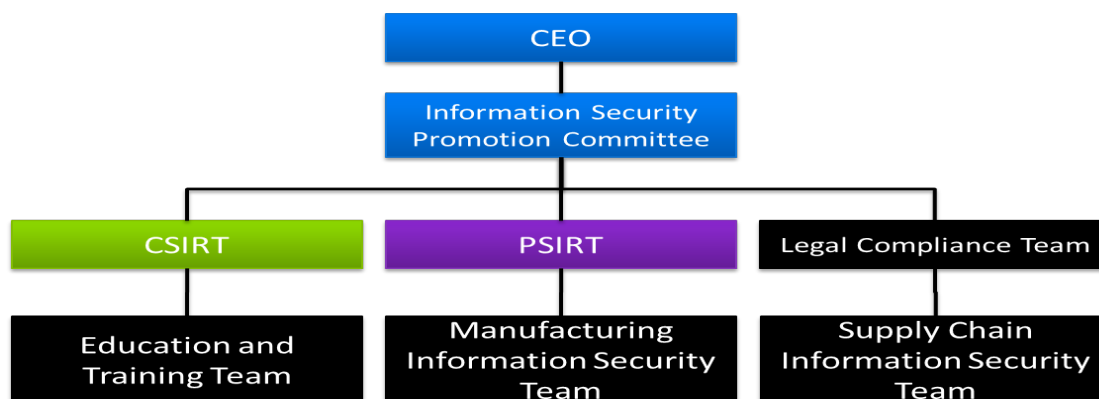 CEO
Information Security
Promotion Committee
CSIRT
PSIRT
Legal Compliance Team
Education and
Training Team
Manufacturing
Information Security
Team
Supply Chain
Information Security
Team